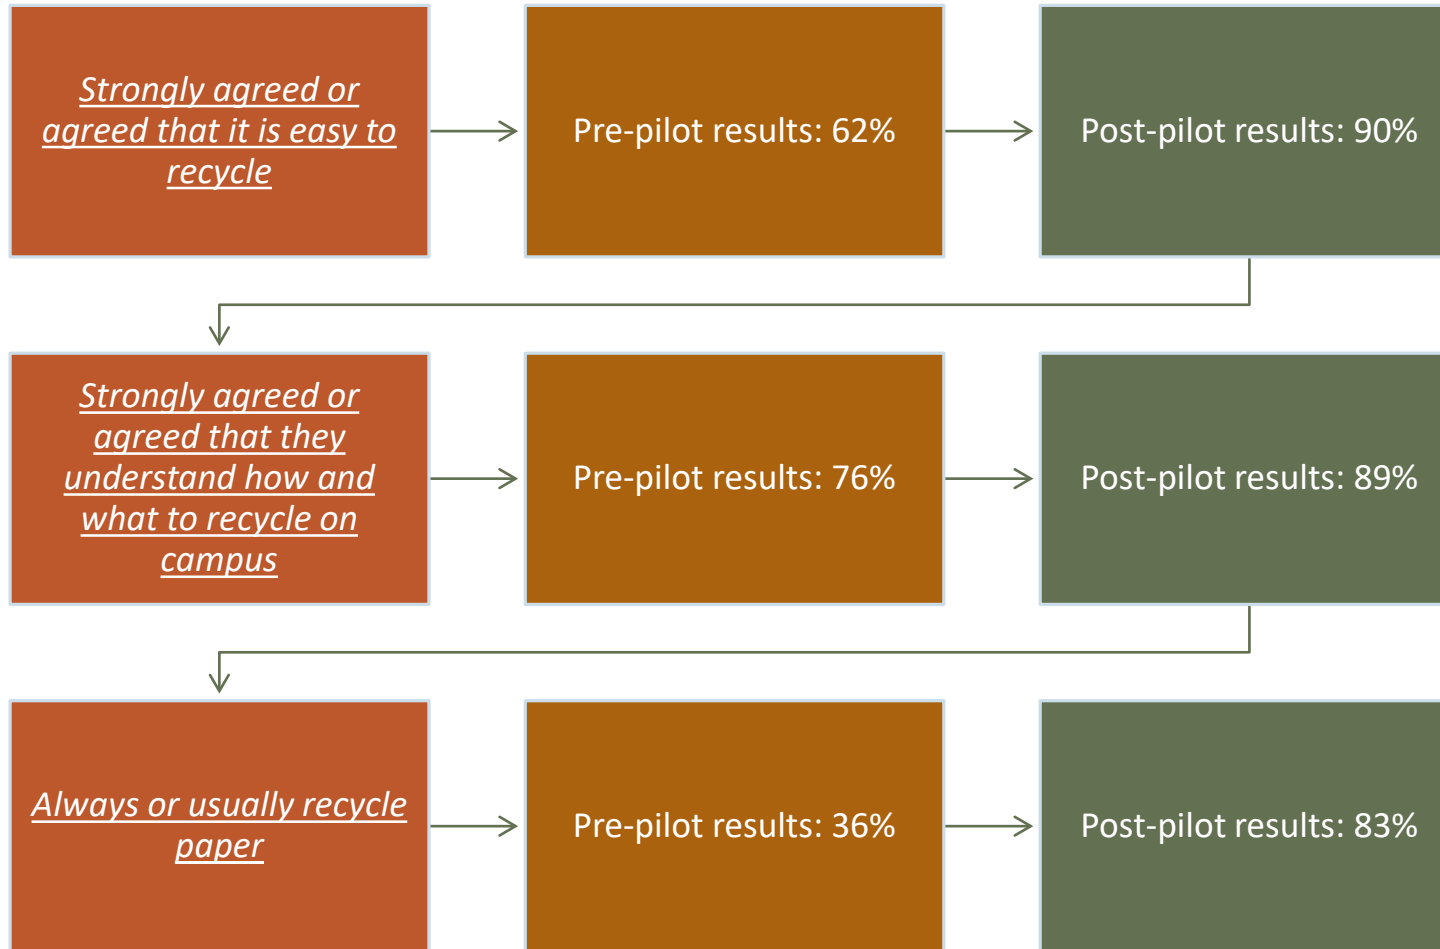 Strongly agreed or
agreed that it is easy to
recycle
Pre-pilot results: 62%
Post-pilot results: 90%
Strongly agreed or
agreed that they
understand how and
what to recycle on
campus
Pre-pilot results: 76%
Post-pilot results: 89%
Always or usually recycle
paper
Pre-pilot results: 36%
Post-pilot results: 83%